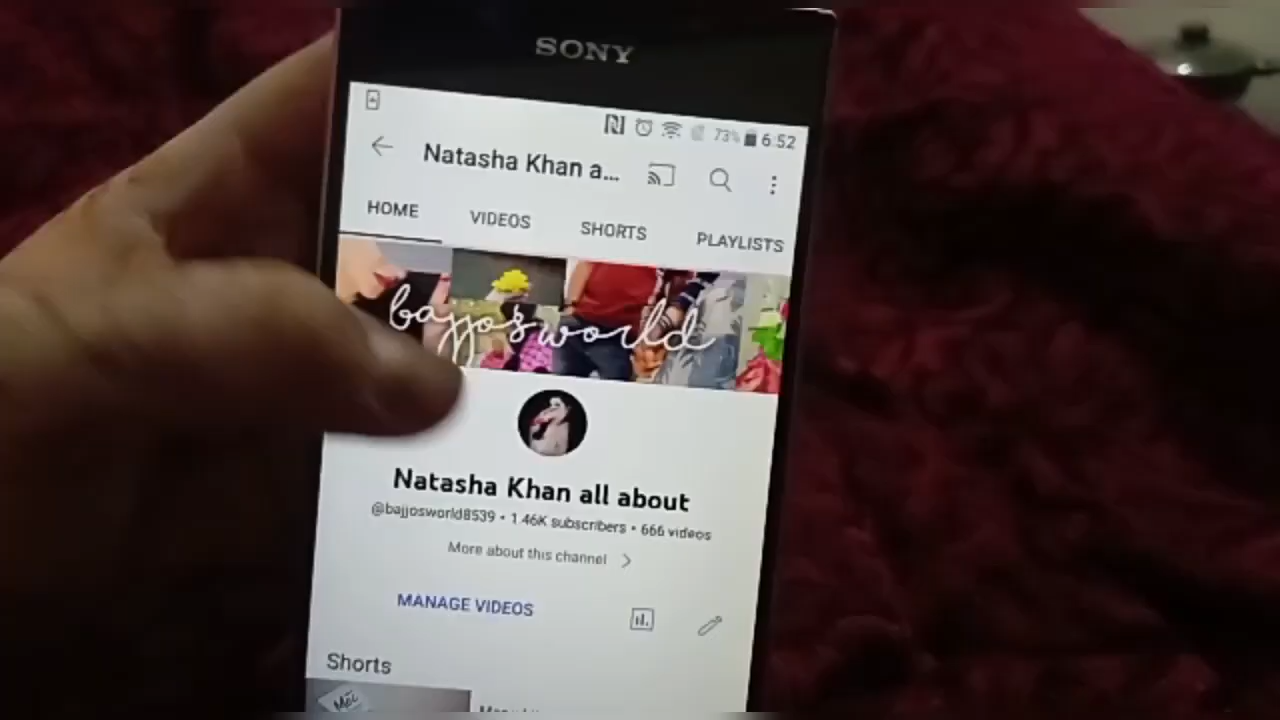 SONY
73% 6:52
Natasha Khan a...
HOME VIDEOS SHORTS PLAYLISTS
bajjosworld
Natasha Khan all about
@bajjosworld8539 • 1.46K subscribers • 666 videos
More about this channel
MANAGE VIDEOS
Shorts
Mei